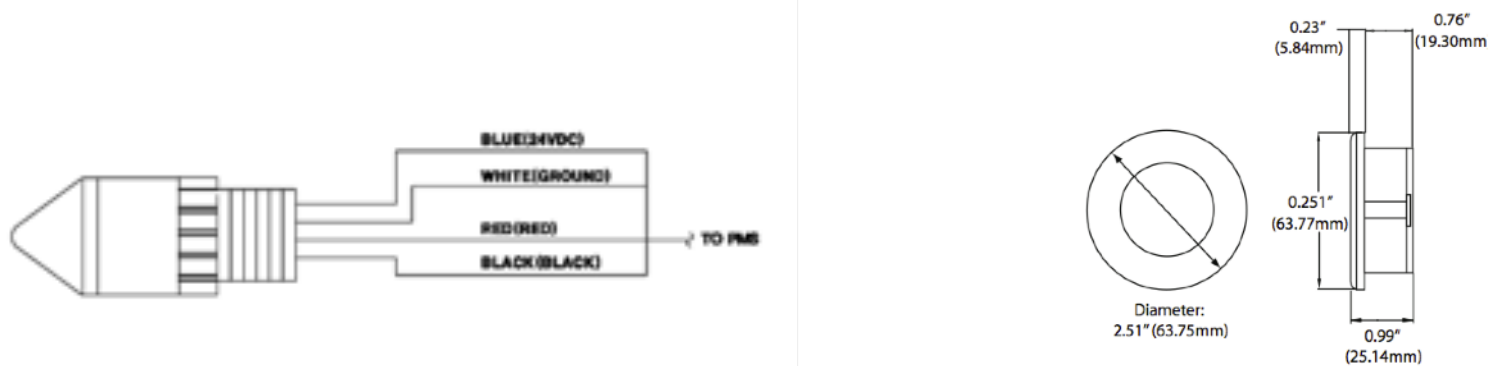 BLUE(24VDC)
WHITE(GROUND)
RED(RED)
TO PMS
BLACK(BLACK)
0.23"
(5.84mm)
0.76"
(19.30mm
0.251"
(63.77mm)
Diameter:
2.51"(63.75mm)
0.99"
(25.14mm)